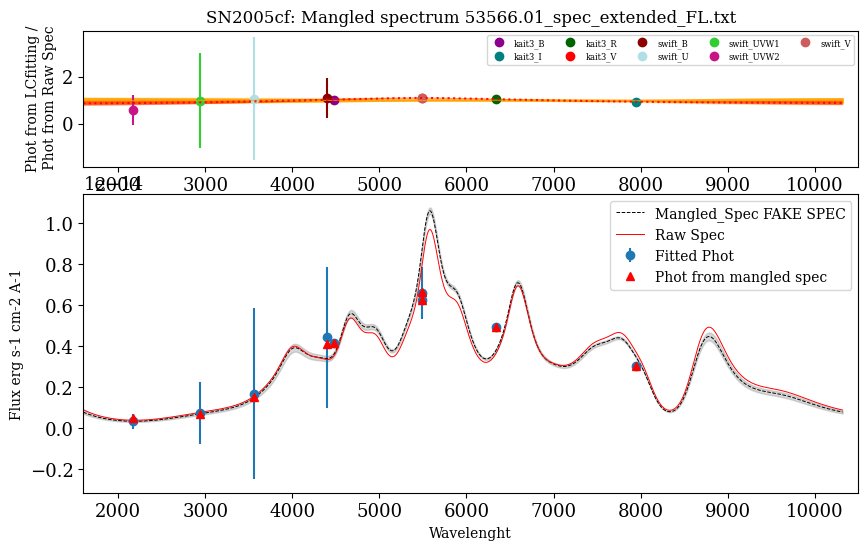 SN2005cf: Mangled spectrum 53566.01_spec_extended_FL.txt
Phot from LCfitting /
Phot from Raw Spec
2
0
kait3_B
kait3_R
swift_B
swift_UVW1
swift_V
kait3_I
kait3_V
swift_U
swift_UVW2
2000 3000 4000 5000 6000 7000 8000 9000 10000
1e−14
Flux erg s-1 cm-2 A-1
1.0
0.8
0.6
0.4
0.2
0.0
−0.2
Mangled_Spec FAKE SPEC
Raw Spec
Fitted Phot
Phot from mangled spec
2000 3000 4000 5000 6000 7000 8000 9000 10000
Wavelenght